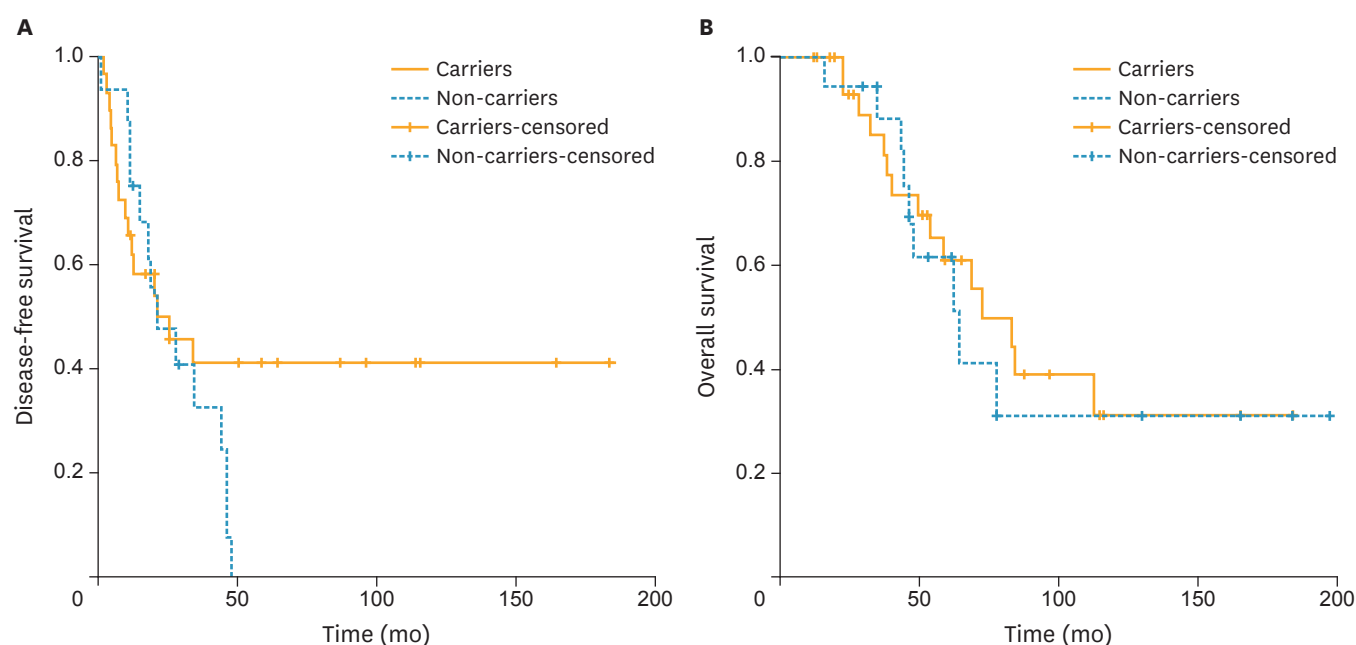 A
Disease-free survival
1.0
0.8
0.6
0.4
0.2
0
50
100
150
200
Time (mo)
Carriers
Non-carriers
Carriers-censored
Non-carriers-censored
B
Overall survival
1.0
0.8
0.6
0.4
0.2
0
50
100
150
200
Time (mo)
Carriers
Non-carriers
Carriers-censored
Non-carriers-censored